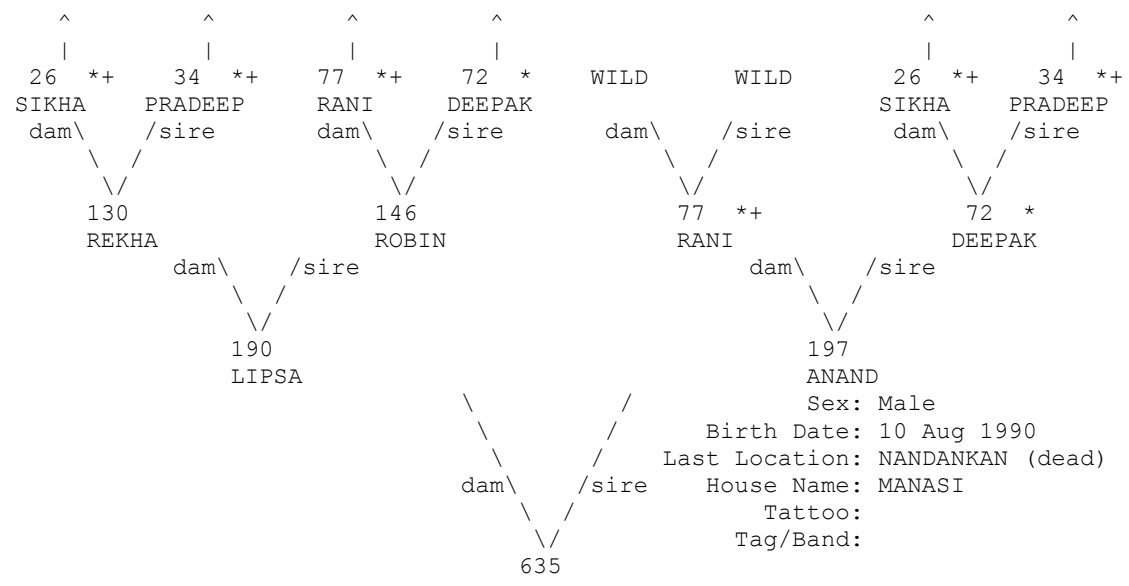 ^ ^ ^ ^ ^ ^
| | | | | |
26 *+ 34 *+ 77 *+ 72 * WILD WILD 26 *+ 34 *+
SIKHA PRADEEP RANI DEEPAK SIKHA PRADEEP
dam\ /sire dam\ /sire dam\ /sire dam\ /sire
\ / \ / \ / \ /
\/ \/ \/ \/
130 146 77 *+ 72 *
REKHA ROBIN RANI DEEPAK
dam\ /sire dam\ /sire
\ / \ /
\/ \/
190 197
LIPSA ANAND
\ / Sex: Male
\ / Birth Date: 10 Aug 1990
\ / Last Location: NANDANKAN (dead)
dam\ /sire House Name: MANASI
\ / Tattoo:
\/ Tag/Band:
635